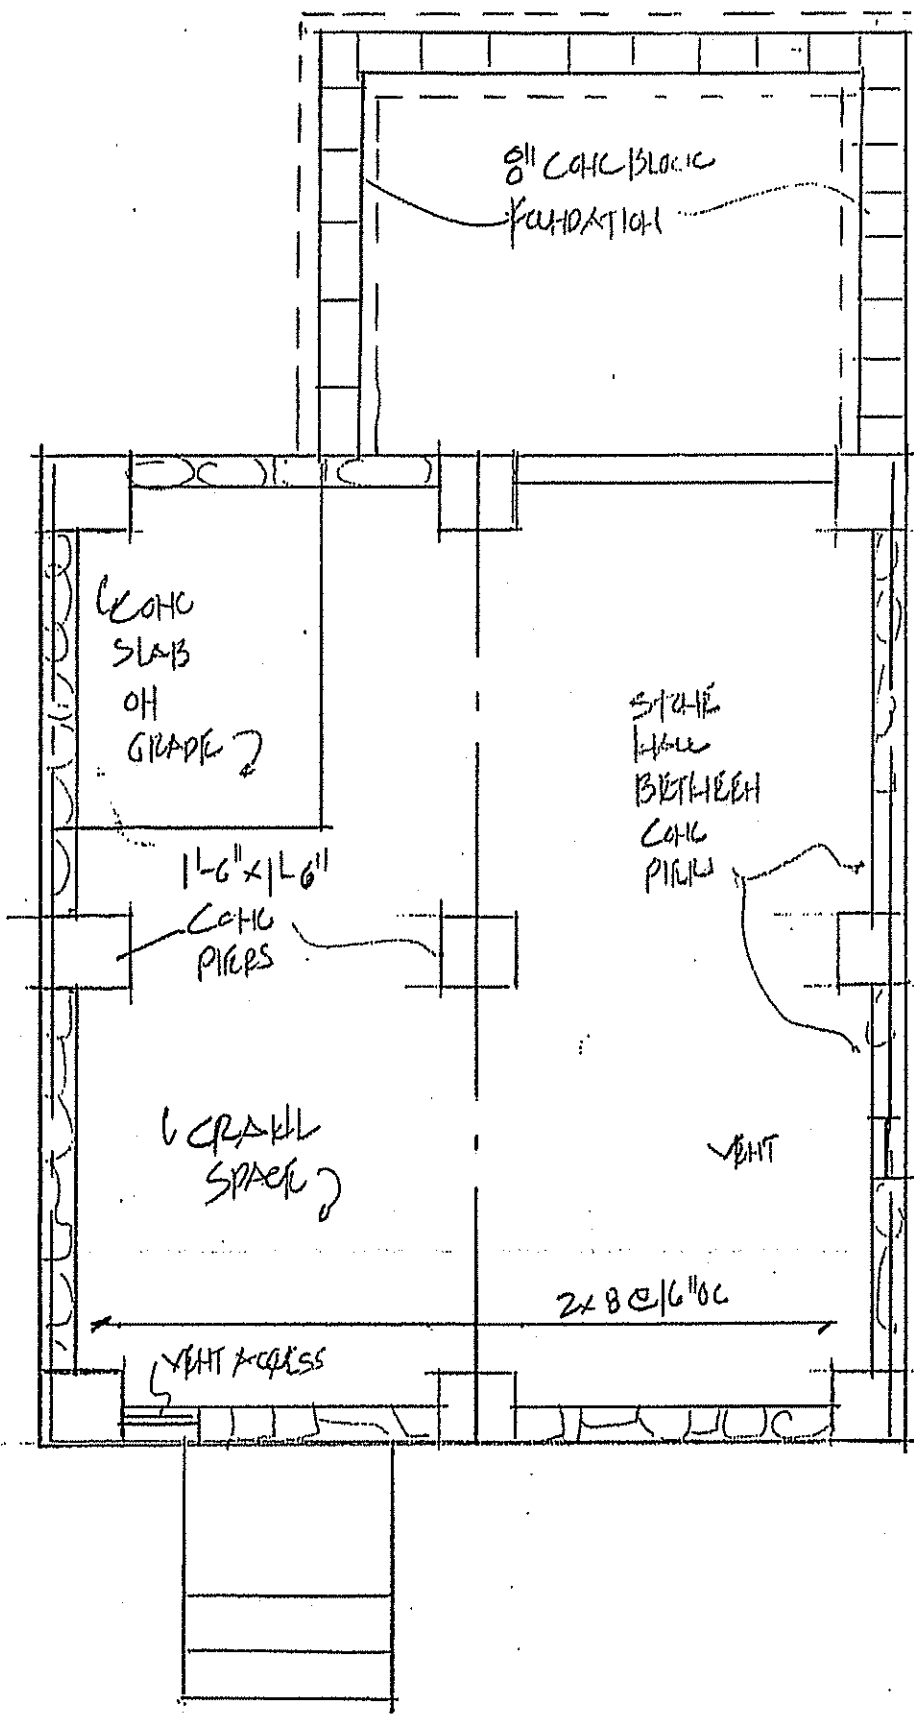 8" CONC BLOCK
FOUNDATION
CONC
SLAB
ON
GRADE
STONE
WALL
BETWEEN
CONC
PIERS
1'-6" x 1'-6"
CONC
PIERS
CRAWL
SPACE
VENT
2x8 @ 16" OC
VENT ACCESS